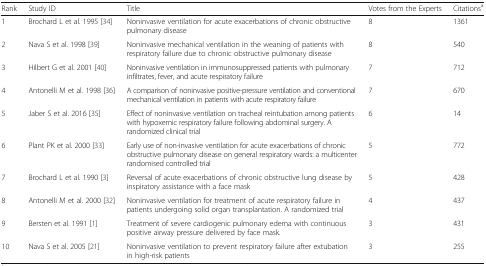 Rank Study ID Title Votes from the Experts Citationsª
1 Brochard L et al. 1995 [34] Noninvasive ventilation for acute exacerbations of chronic obstructive 8 1361
pulmonary disease
2 Nava S et al. 1998 [39] Noninvasive mechanical ventilation in the weaning of patients with 8 540
respiratory failure due to chronic obstructive pulmonary disease
3 Hilbert G et al. 2001 [40] Noninvasive ventilation in immunosuppressed patients with pulmonary 7 712
infiltrates, fever, and acute respiratory failure
4 Antonelli M et al. 1998 [36] A comparison of noninvasive positive-pressure ventilation and conventional 7 670
mechanical ventilation in patients with acute respiratory failure
5 Jaber S et al. 2016 [35] Effect of noninvasive ventilation on tracheal reintubation among patients 6 14
with hypoxemic respiratory failure following abdominal surgery. A
randomized clinical trial
6 Plant PK et al. 2000 [33] Early use of non-invasive ventilation for acute exacerbations of chronic 5 772
obstructive pulmonary disease on general respiratory wards: a multicenter
randomised controlled trial
7 Brochard L et al. 1990 [3] Reversal of acute exacerbations of chronic obstructive lung disease by 5 428
inspiratory assistance with a face mask
8 Antonelli M et al. 2000 [32] Noninvasive ventilation for treatment of acute respiratory failure in 4 437
patients undergoing solid organ transplantation. A randomized trial
9 Bersten et al. 1991 [1] Treatment of severe cardiogenic pulmonary edema with continuous 3 431
positive airway pressure delivered by face mask.
10 Nava S et al. 2005 [21] Noninvasive ventilation to prevent respiratory failure after extubation 3 255
in high-risk patients